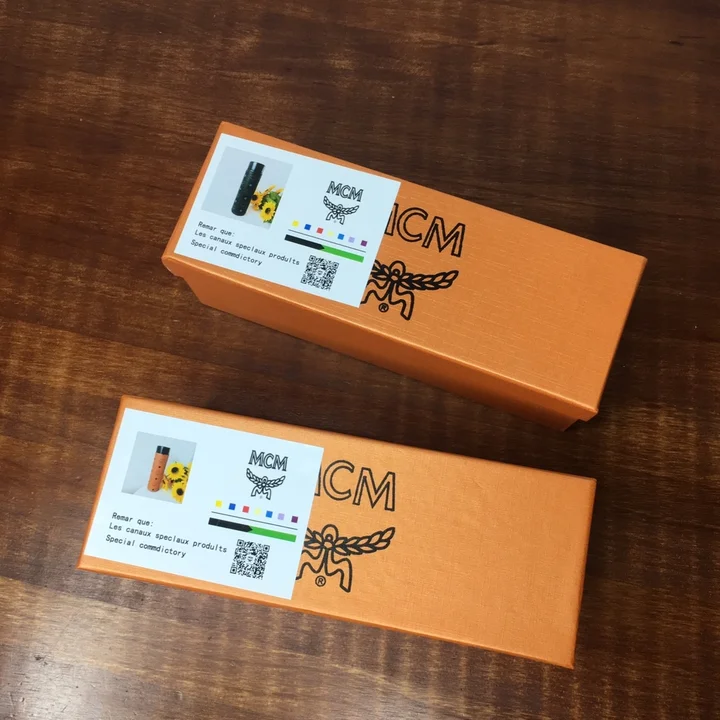 MCM
Remar que:
Les canaux speclaux prodults
Special commdictory
MCM
®
MCM
Remar que:
Les canaux speclaux prodults
Special commdictory
CM
®